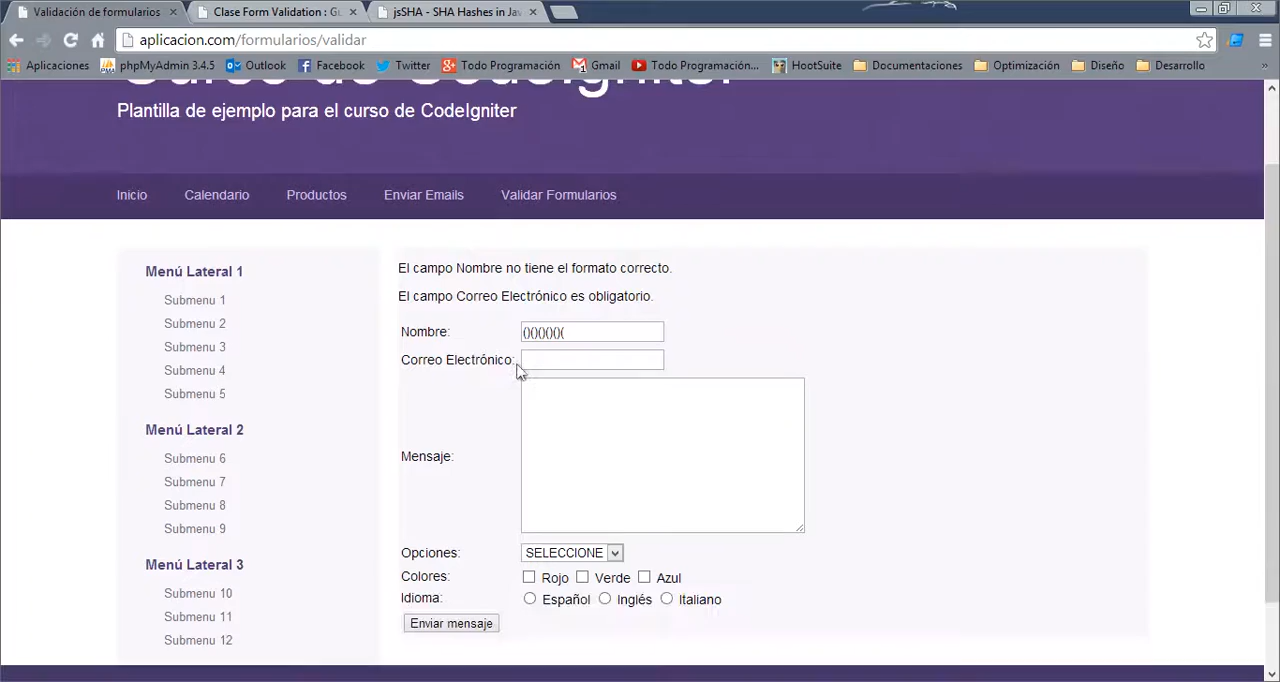 Validación de formularios
Clase Form Validation : Gu
jsSHA - SHA Hashes in Jav
aplicacion.com/formularios/validar
Aplicaciones phpMyAdmin 3.4.5 Outlook Facebook Twitter Todo Programación Gmail Todo Programación... HootSuite Documentaciones Optimización Diseño Desarrollo »
Curso de CodeIgniter
Plantilla de ejemplo para el curso de CodeIgniter
Inicio Calendario Productos Enviar Emails Validar Formularios
Menú Lateral 1
Submenu 1
Submenu 2
Submenu 3
Submenu 4
Submenu 5
Menú Lateral 2
Submenu 6
Submenu 7
Submenu 8
Submenu 9
Menú Lateral 3
Submenu 10
Submenu 11
Submenu 12
El campo Nombre no tiene el formato correcto.
El campo Correo Electrónico es obligatorio.
Nombre: ()()()()()(
Correo Electrónico:
Mensaje:
Opciones: SELECCIONE
Colores: Rojo Verde Azul
Idioma: Español Inglés Italiano
Enviar mensaje